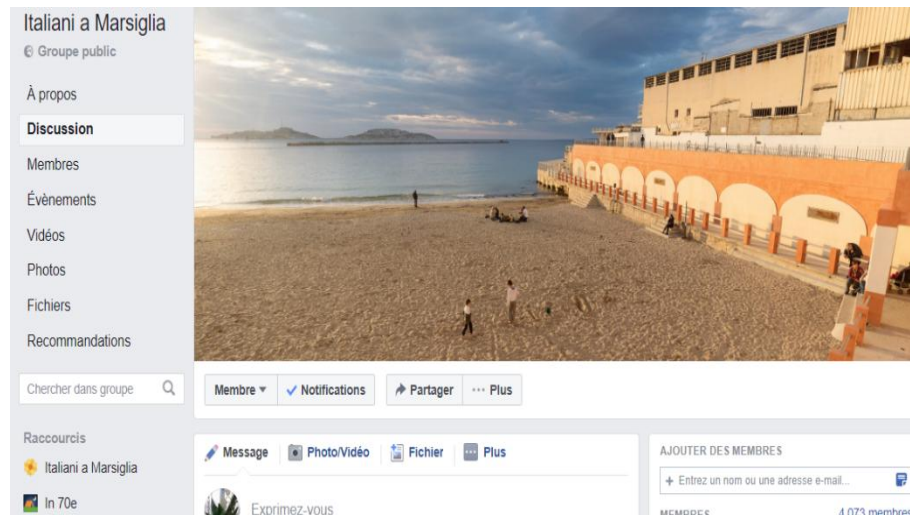 Italiani a Marsiglia
Groupe public
À propos
Discussion
Membres
Évènements
Vidéos
Photos
Fichiers
Recommandations
Chercher dans groupe
Raccourcis
Italiani a Marsiglia
In 70e
Membre Notifications Partager ··· Plus
Message Photo/Vidéo Fichier Plus
Exprimez-vous
AJOUTER DES MEMBRES
+ Entrez un nom ou une adresse e-mail...
MEMBRES 4 073 membres